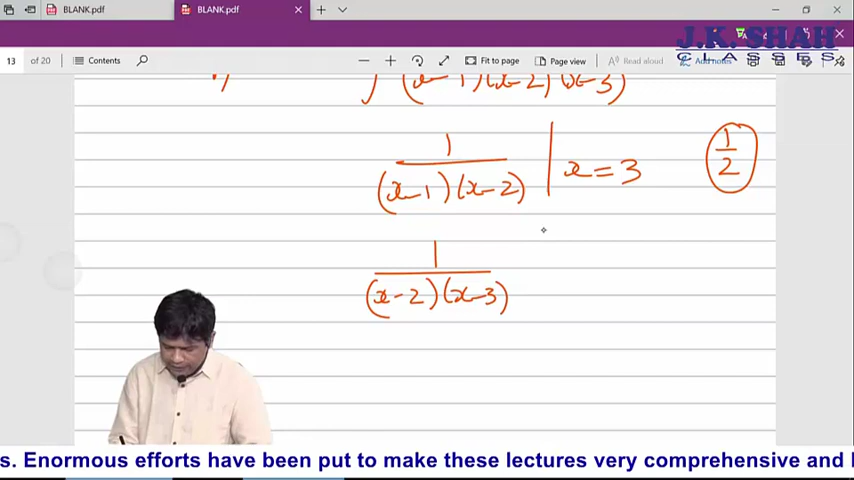 BLANK.pdf
BLANK.pdf
13 of 20
Contents
Fit to page
Page view
Read aloud
Add notes
J.K. SHAH
CLASSES
∫ (x-1)(x-2)(x-3)
1
(x-1)(x-2) | x = 3
1/2
1
(x-2)(x-3)
s. Enormous efforts have been put to make these lectures very comprehensive and